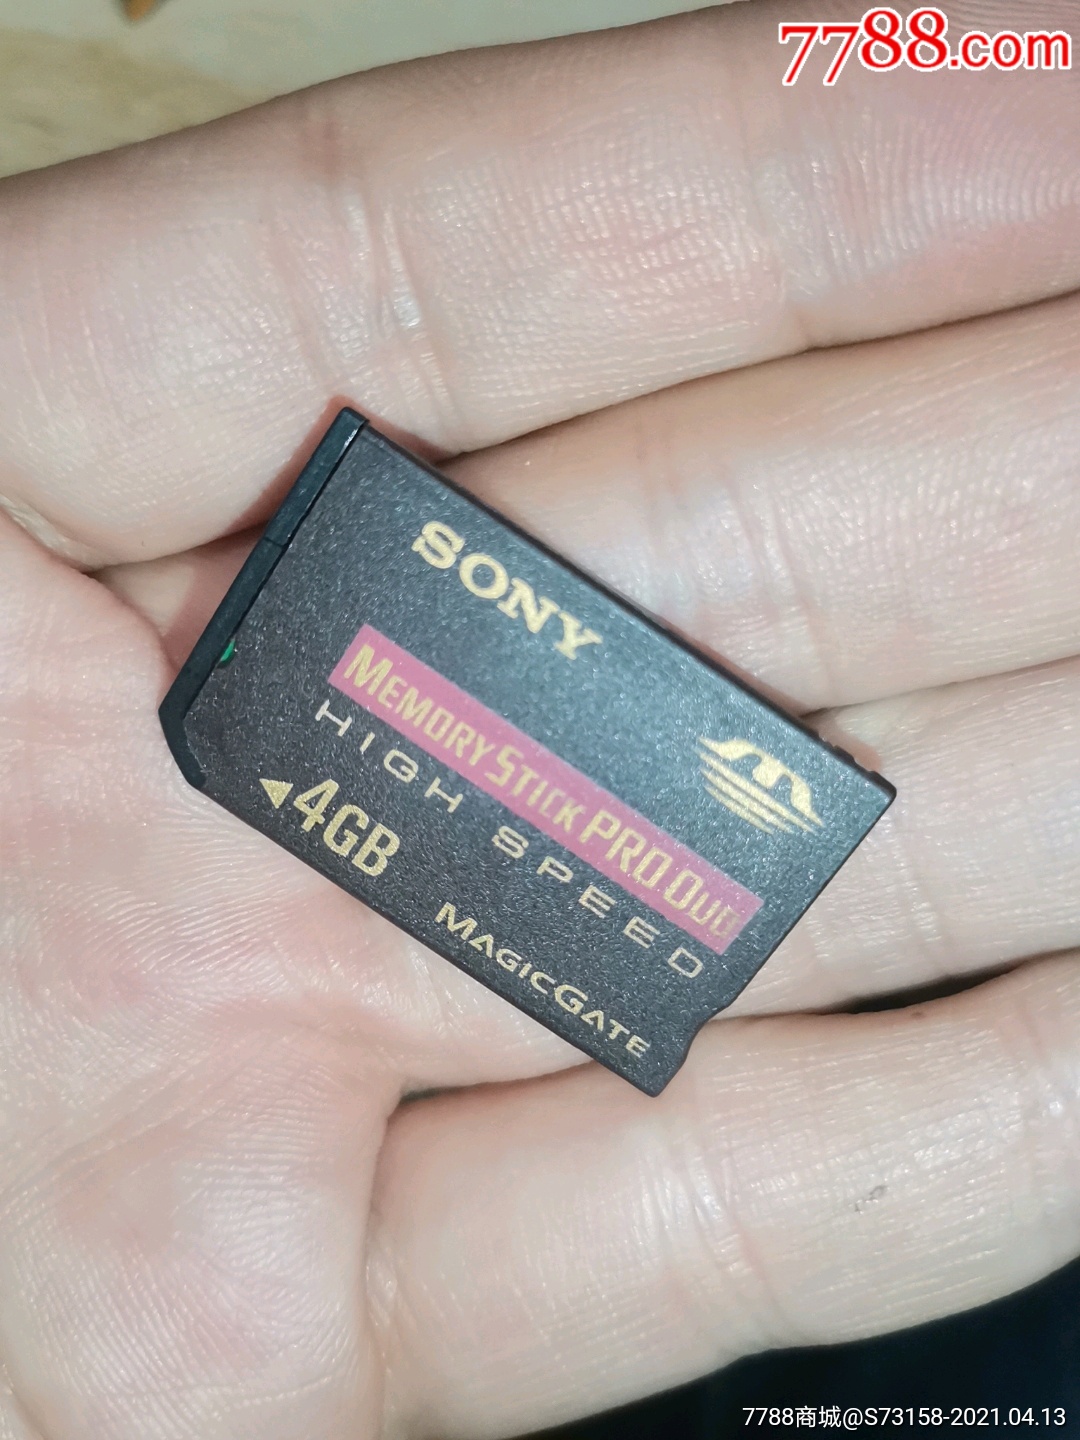 7788.com
SONY
MEMORY STICK PRO DUO
HIGH SPEED
4GB
MAGICGATE
7788商城@S73158-2021.04.13